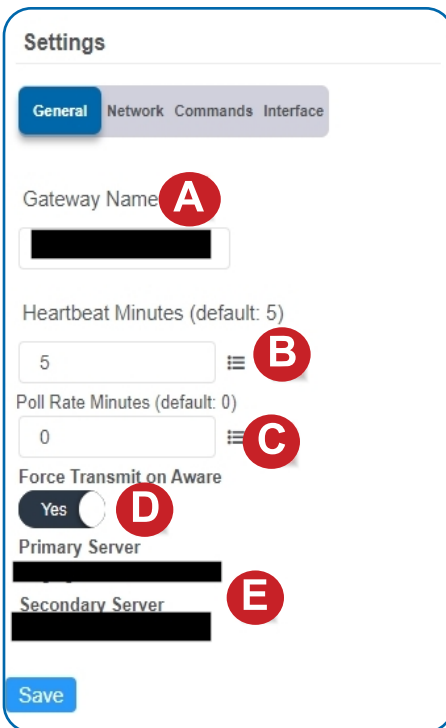 Settings
General Network Commands Interface
Gateway Name A
Heartbeat Minutes (default: 5)
5 B
Poll Rate Minutes (default: 0)
0 C
Force Transmit on Aware
Yes D
Primary Server
E
Secondary Server
Save